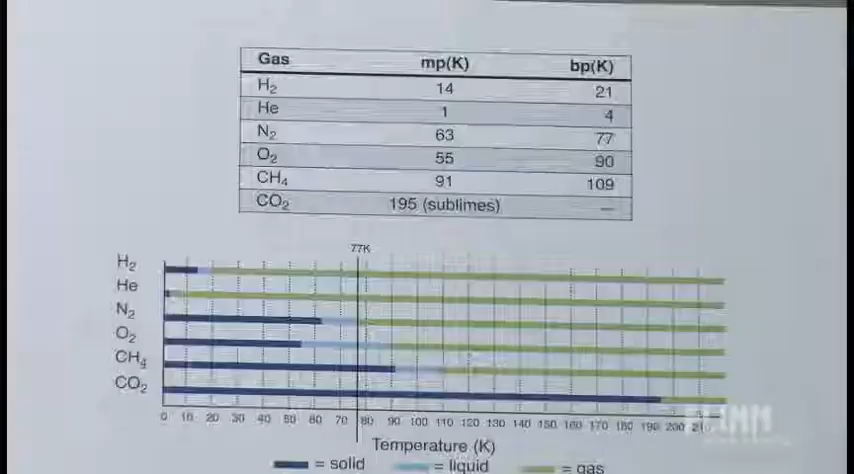 Gas mp(K) bp(K)
H₂ 14 21
He 1 4
N₂ 63 77
O₂ 55 90
CH₄ 91 109
CO₂ 195 (sublimes) —
77K
H₂
He
N₂
O₂
CH₄
CO₂
0 10 20 30 40 50 60 70 80 90 100 110 120 130 140 150 160 170 180 190 200
Temperature (K)
= solid = liquid = gas